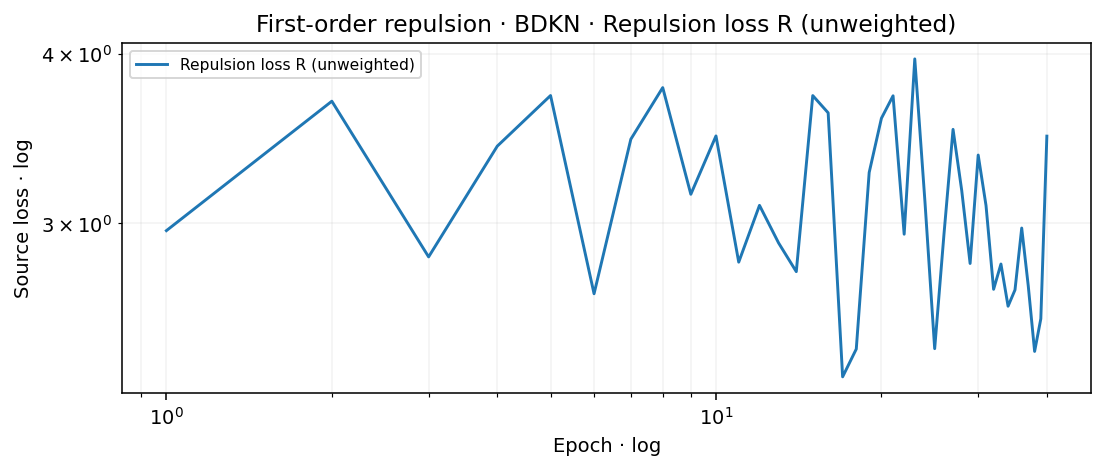 First-order repulsion · BDKN · Repulsion loss R (unweighted)
Repulsion loss R (unweighted)
4 × 10⁰
3 × 10⁰
Source loss · log
10⁰
10¹
Epoch · log